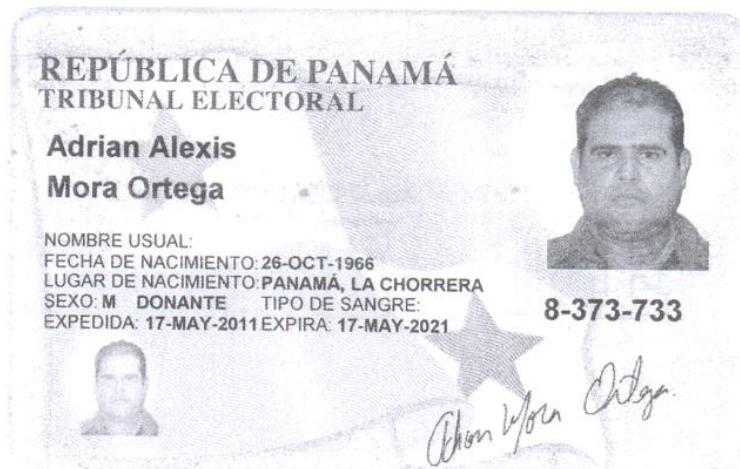 REPÚBLICA DE PANAMÁ
TRIBUNAL ELECTORAL
Adrian Alexis
Mora Ortega
NOMBRE USUAL:
FECHA DE NACIMIENTO: 26-OCT-1966
LUGAR DE NACIMIENTO: PANAMÁ, LA CHORRERA
SEXO: M DONANTE TIPO DE SANGRE:
EXPEDIDA: 17-MAY-2011 EXPIRA: 17-MAY-2021
8-373-733
Mora Ortega